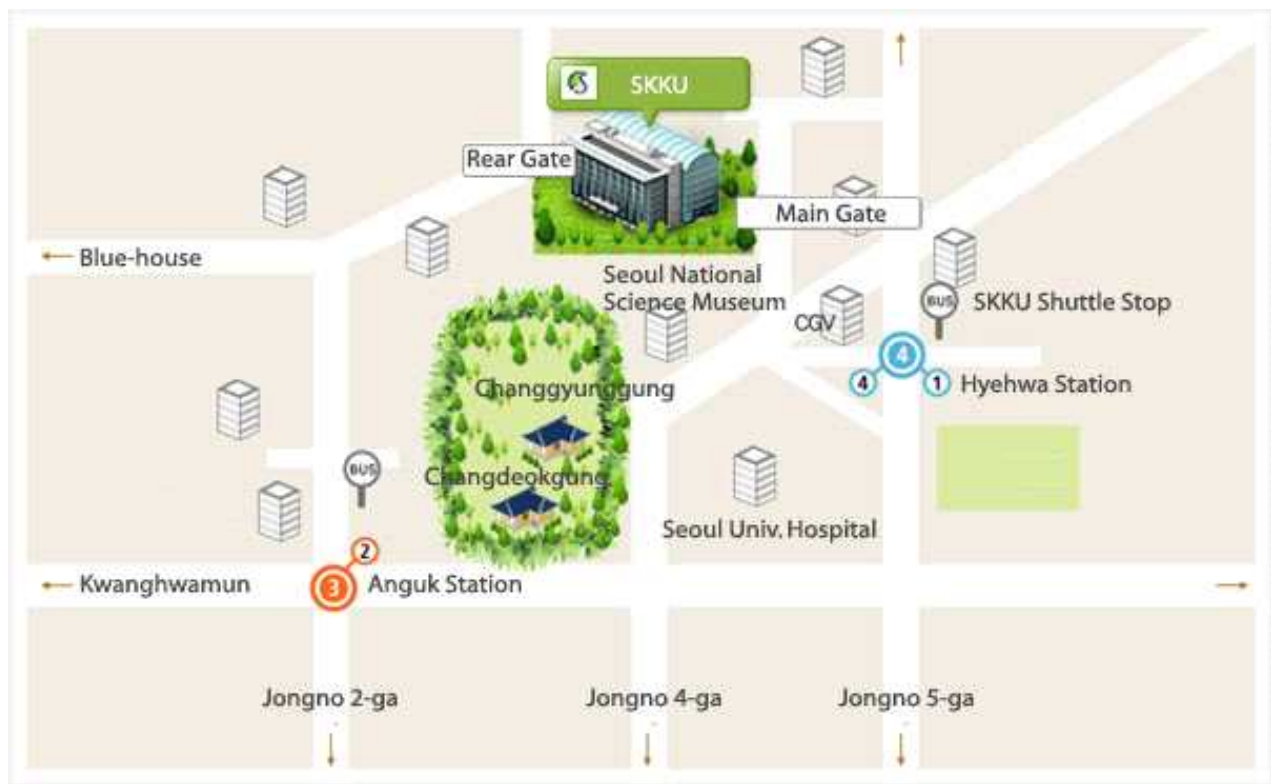 SKKU
Rear Gate
Main Gate
Blue-house
Seoul National
Science Museum
BUS
SKKU Shuttle Stop
CGV
4
4
1
Hyehwa Station
Changgyunggung
BUS
Changdeokgung
Seoul Univ. Hospital
2
Kwanghwamun
3
Anguk Station
Jongno 2-ga
Jongno 4-ga
Jongno 5-ga